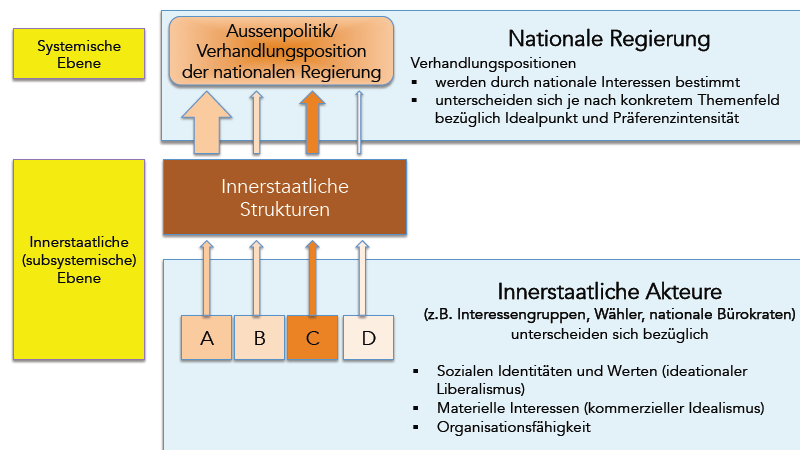 Systemische
Ebene
Aussenpolitik/
Verhandlungsposition
der nationalen Regierung
Nationale Regierung
Verhandlungspositionen
▪ werden durch nationale Interessen bestimmt
▪ unterscheiden sich je nach konkretem Themenfeld
bezüglich Idealpunkt und Präferenzintensität
Innerstaatliche
(subsystemische)
Ebene
Innerstaatliche
Strukturen
A B C D
Innerstaatliche Akteure
(z.B. Interessengruppen, Wähler, nationale Bürokraten)
unterscheiden sich bezüglich
▪ Sozialen Identitäten und Werten (ideationaler
Liberalismus)
▪ Materielle Interessen (kommerzieller Idealismus)
▪ Organisationsfähigkeit